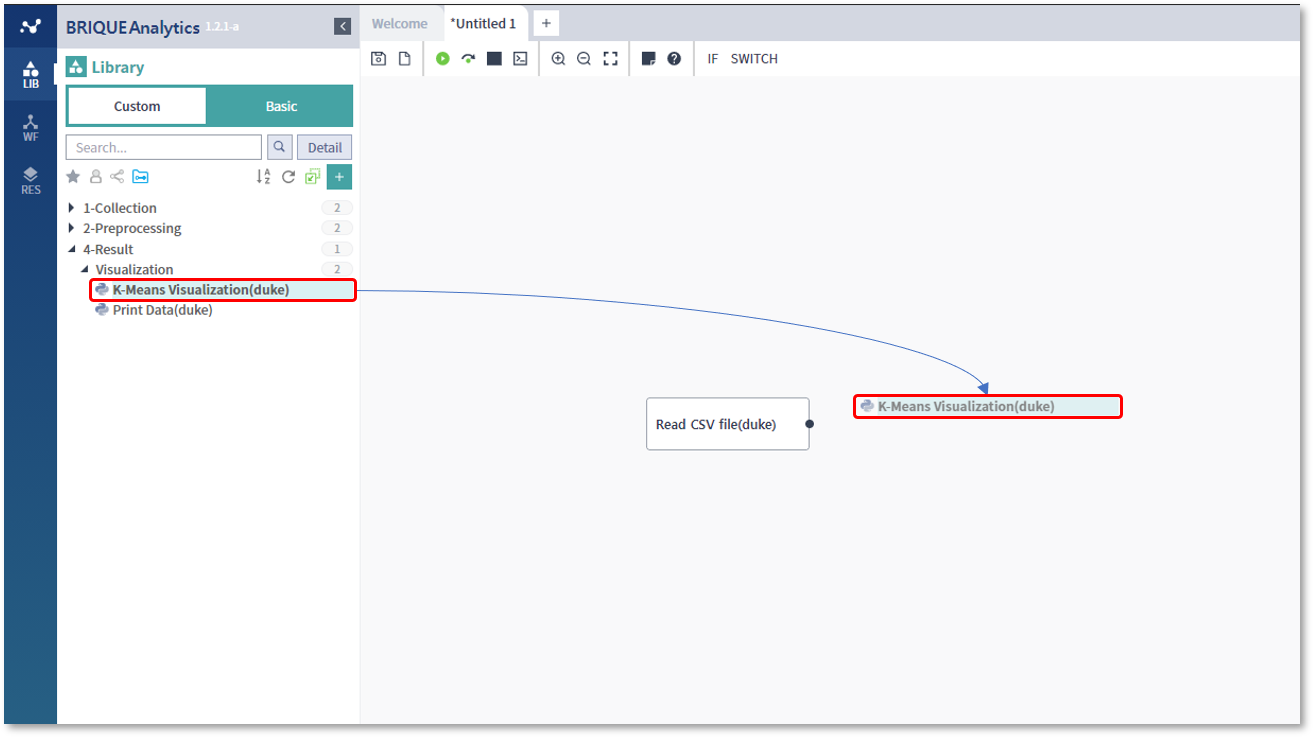 BRIQUEAnalytics 1.2.1-a
Welcome
*Untitled 1
LIB
WF
RES
Library
Custom
Basic
Search...
Detail
IF
SWITCH
1-Collection 2
2-Preprocessing 2
4-Result 1
Visualization 2
K-Means Visualization(duke)
Print Data(duke)
Read CSV file(duke)
K-Means Visualization(duke)